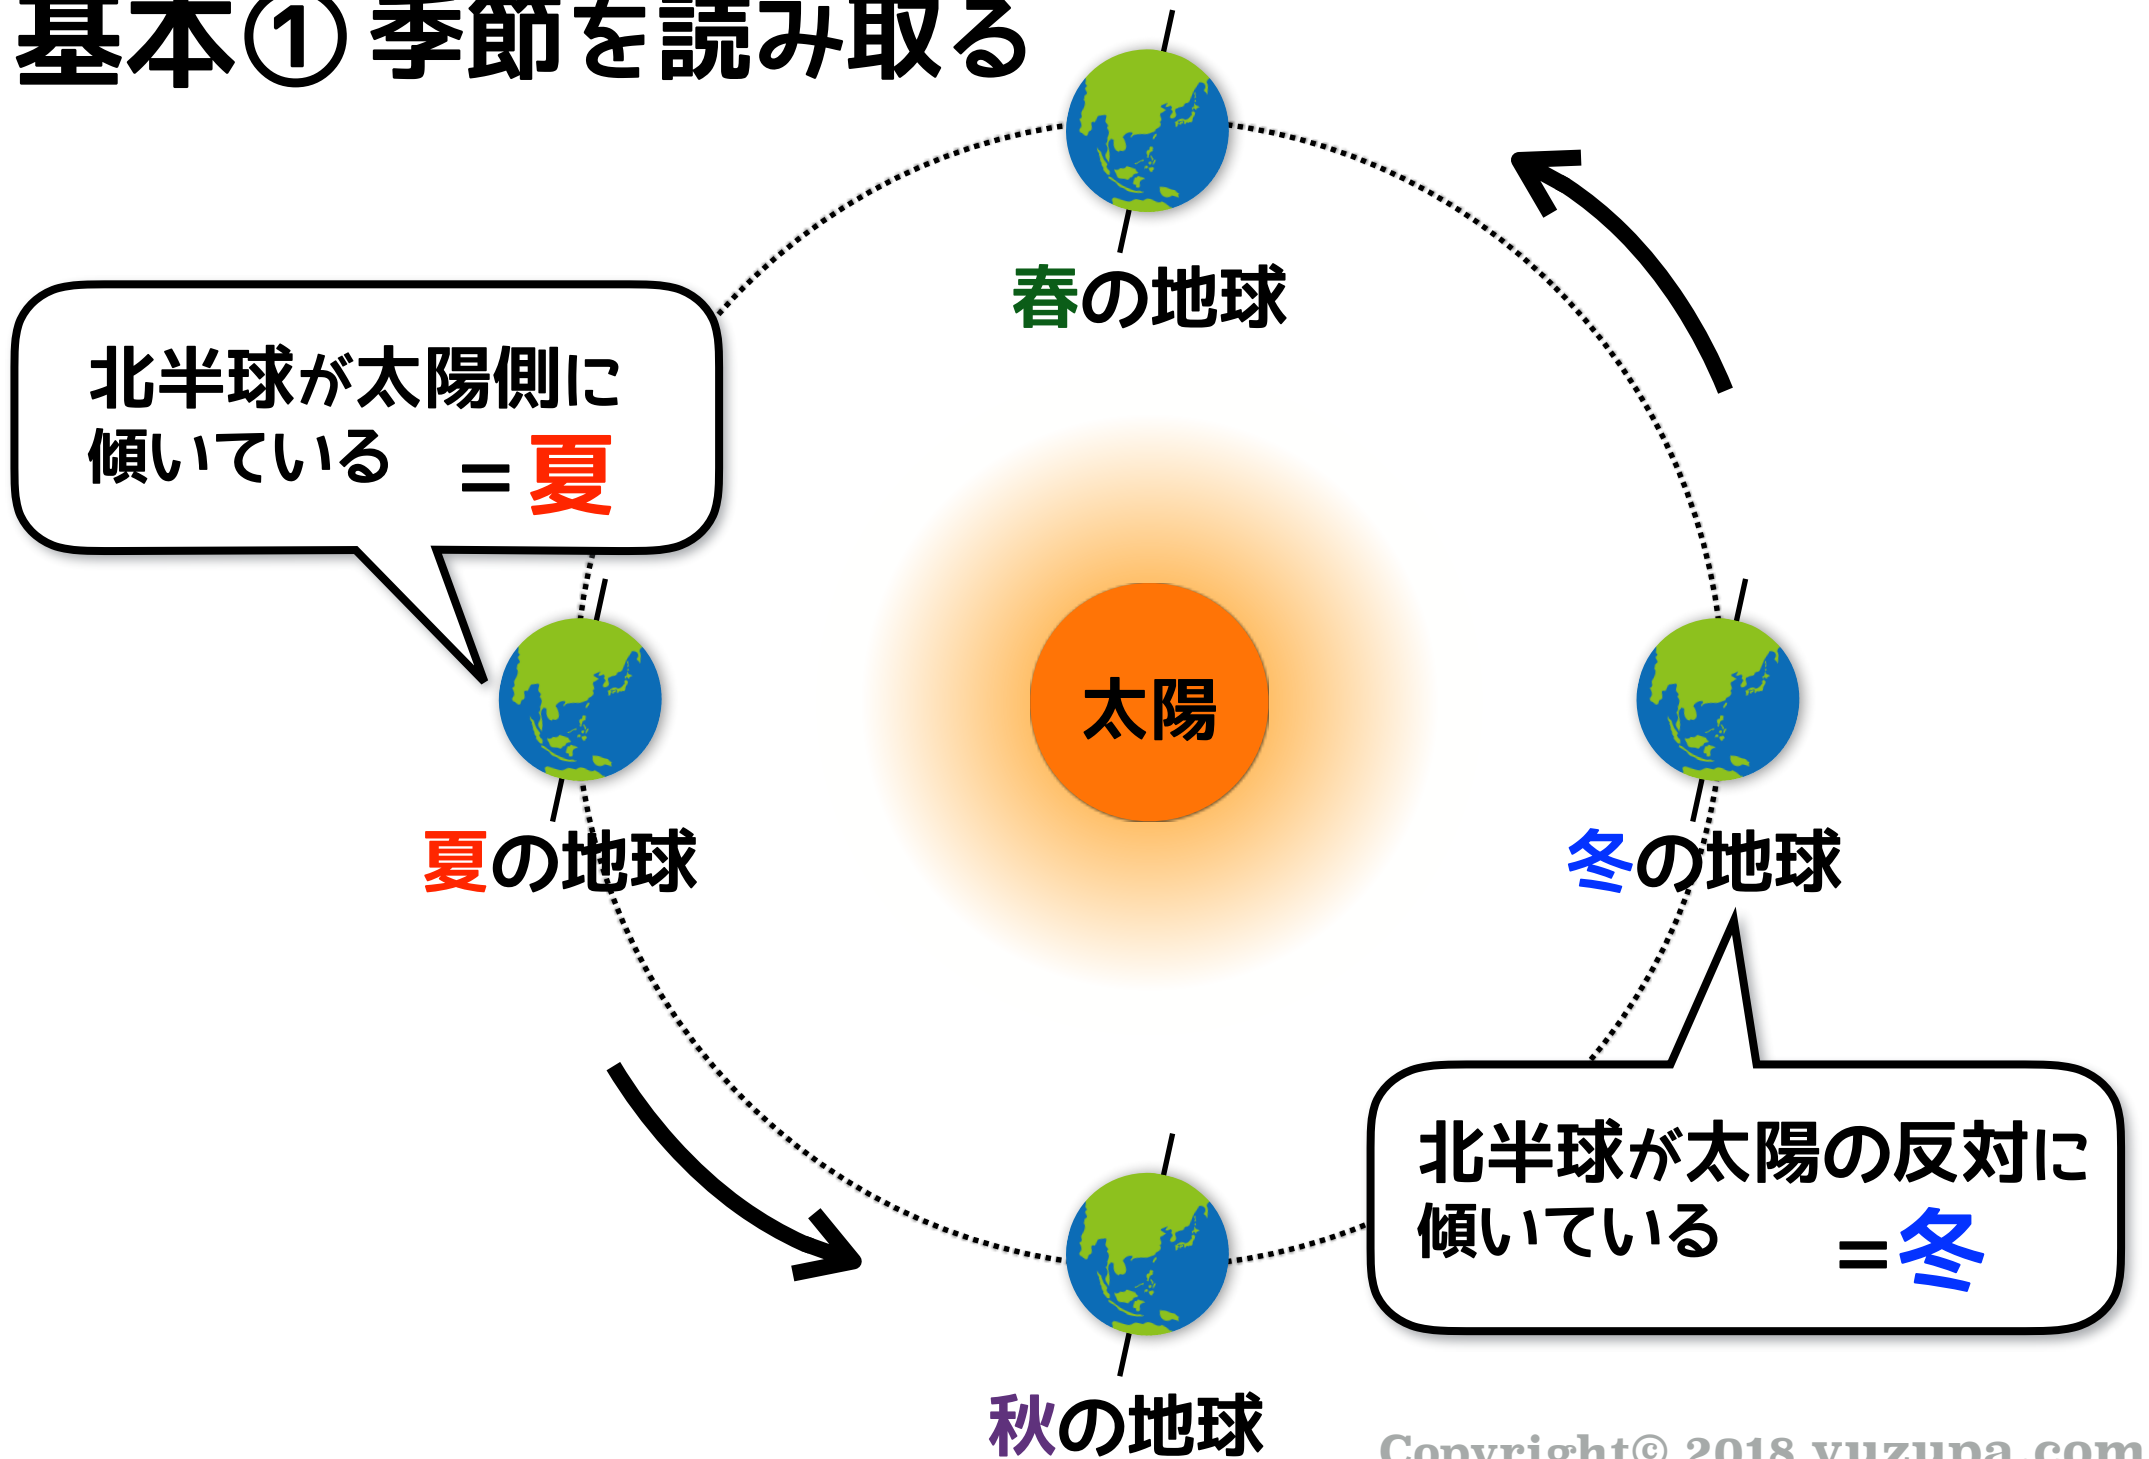 基本① 季節を読み取る
春の地球
北半球が太陽側に
傾いている =夏
太陽
夏の地球
冬の地球
北半球が太陽の反対に
傾いている =冬
秋の地球
Copyright© 2018 yuzupa.com